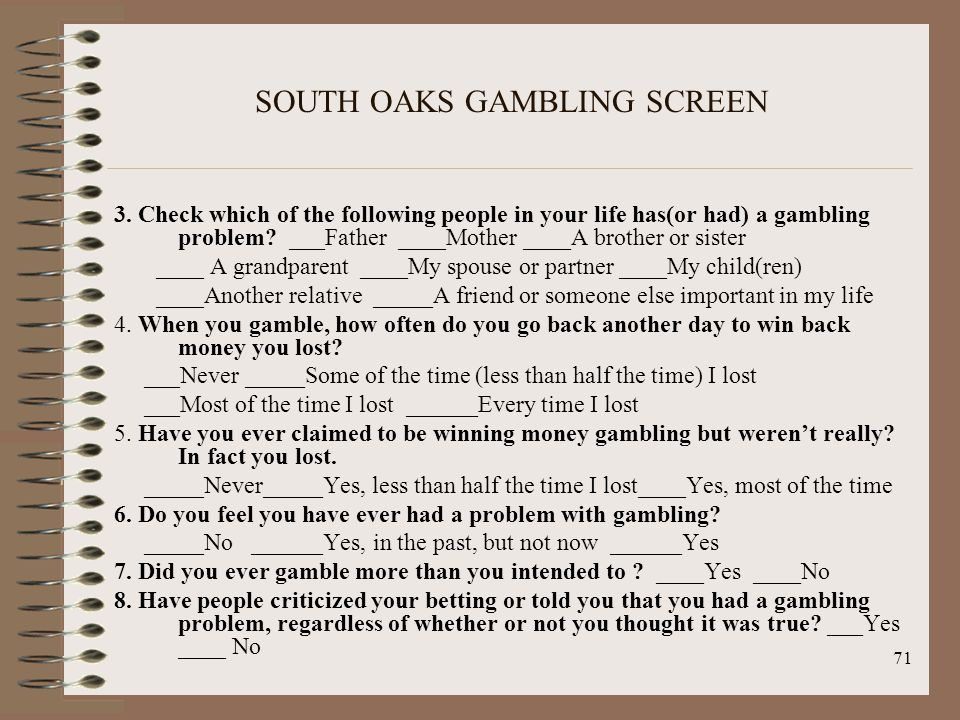 SOUTH OAKS GAMBLING SCREEN
3. Check which of the following people in your life has(or had) a gambling
problem? ___Father ____Mother ____A brother or sister
____ A grandparent ____My spouse or partner ____My child(ren)
____Another relative _____A friend or someone else important in my life
4. When you gamble, how often do you go back another day to win back
money you lost?
___Never _____Some of the time (less than half the time) I lost
___Most of the time I lost ______Every time I lost
5. Have you ever claimed to be winning money gambling but weren’t really?
In fact you lost.
_____Never_____Yes, less than half the time I lost____Yes, most of the time
6. Do you feel you have ever had a problem with gambling?
_____No ______Yes, in the past, but not now ______Yes
7. Did you ever gamble more than you intended to ? ____Yes ____No
8. Have people criticized your betting or told you that you had a gambling
problem, regardless of whether or not you thought it was true? ___Yes
____ No
71